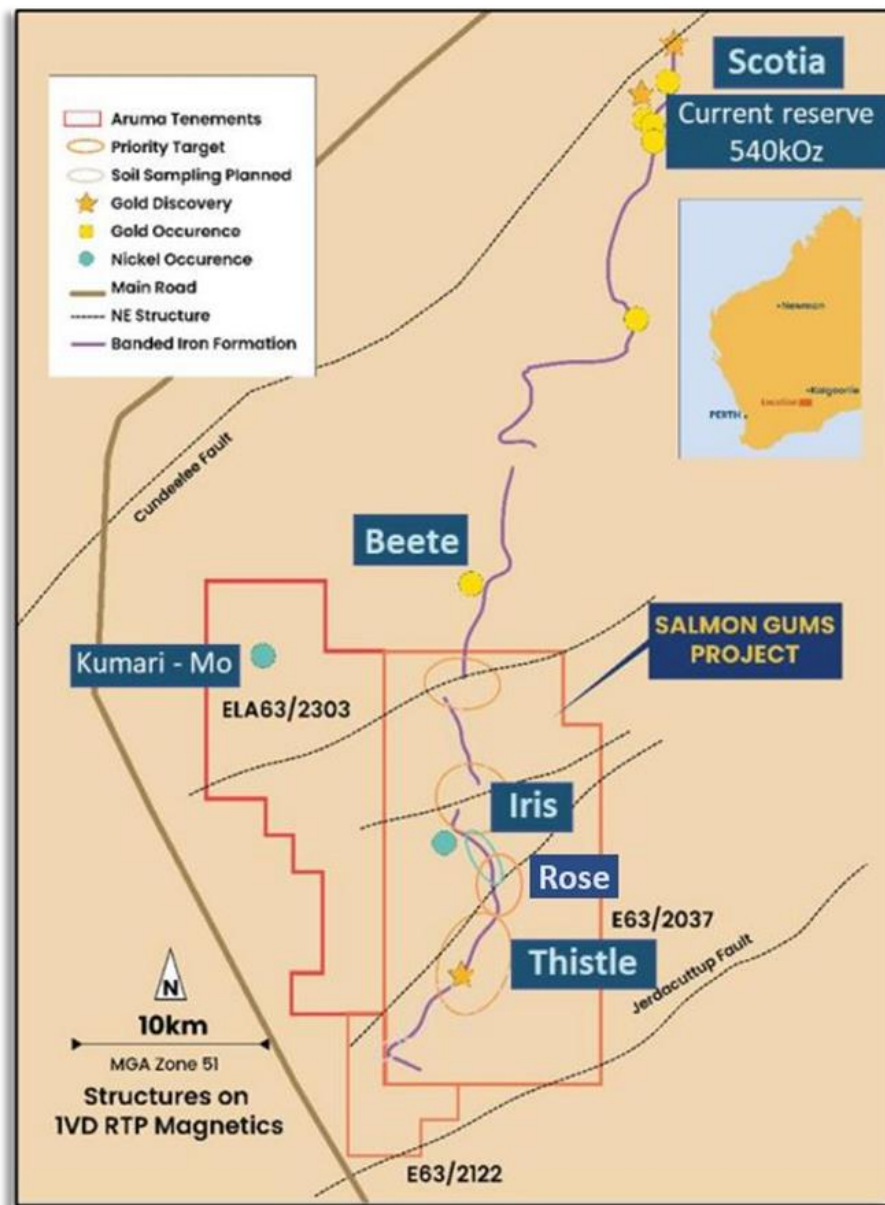 Aruma Tenements
Priority Target
Soil Sampling Planned
Gold Discovery
Gold Occurence
Nickel Occurence
Main Road
NE Structure
Banded Iron Formation
Scotia
Current reserve
540kOz
Newman
Kalgoorlie
Location
PERTH
Cundeelee Fault
Beete
SALMON GUMS
PROJECT
Kumari - Mo
ELA63/2303
Iris
Rose
E63/2037
Thistle
Jerdacuttup Fault
N
10km
MGA Zone 51
Structures on
1VD RTP Magnetics
E63/2122